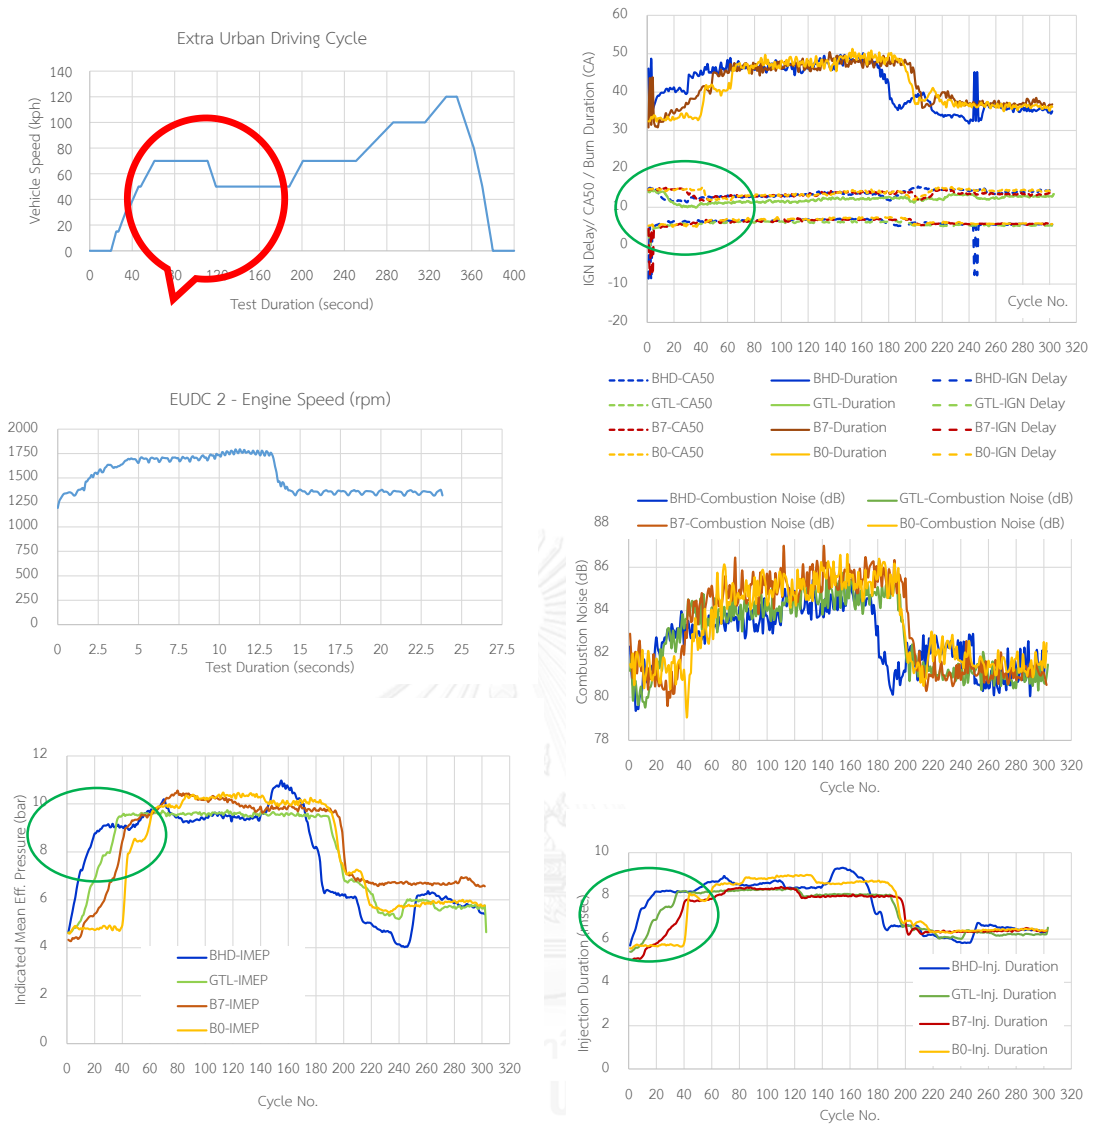 Extra Urban Driving Cycle
Vehicle Speed (kph)
140
120
100
80
60
40
20
0
0 40 80 120 160 200 240 280 320 360 400
Test Duration (second)
IGN Delay/ CA50 / Burn Duration (CA)
60
50
40
30
20
10
0
-10
-20
Cycle No.
0 20 40 60 80 100 120 140 160 180 200 220 240 260 280 300 320
BHD-CA50 BHD-Duration BHD-IGN Delay
GTL-CA50 GTL-Duration GTL-IGN Delay
B7-CA50 B7-Duration B7-IGN Delay
B0-CA50 B0-Duration B0-IGN Delay
EUDC 2 - Engine Speed (rpm)
2000
1750
1500
1250
1000
750
500
250
0
0 2.5 5 7.5 10 12.5 15 17.5 20 22.5 25 27.5
Test Duration (seconds)
BHD-Combustion Noise (dB) GTL-Combustion Noise (dB)
B7-Combustion Noise (dB) B0-Combustion Noise (dB)
Combustion Noise (dB)
88
86
84
82
80
78
0 20 40 60 80 100 120 140 160 180 200 220 240 260 280 300 320
Cycle No.
Indicated Mean Eff. Pressure (bar)
12
10
8
6
4
2
0
BHD-IMEP
GTL-IMEP
B7-IMEP
B0-IMEP
0 20 40 60 80 100 120 140 160 180 200 220 240 260 280 300 320
Cycle No.
Injection Duration (msec)
10
8
6
4
2
0
BHD-Inj. Duration
GTL-Inj. Duration
B7-Inj. Duration
B0-Inj. Duration
0 20 40 60 80 100 120 140 160 180 200 220 240 260 280 300 320
Cycle No.